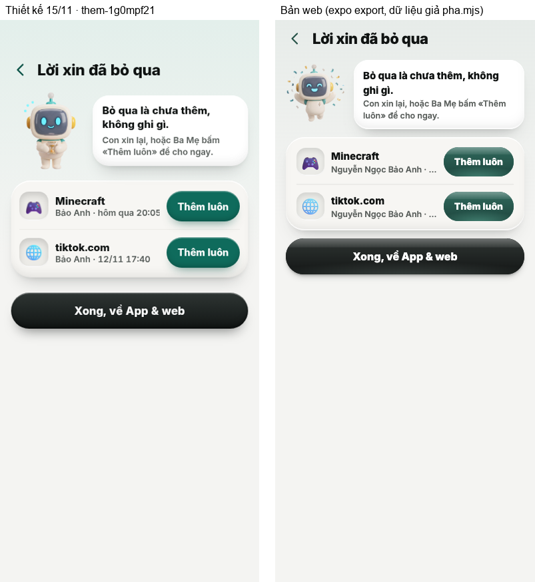 Thiết kế 15/11 · them-1g0mpf21
Lời xin đã bỏ qua
Bỏ qua là chưa thêm,
không ghi gì.
Con xin lại, hoặc Ba Mẹ bấm
«Thêm luôn» để cho ngay.
Minecraft
Bảo Anh · hôm qua 20:05
Thêm luôn
tiktok.com
Bảo Anh · 12/11 17:40
Thêm luôn
Xong, về App & web
Bản web (expo export, dữ liệu giả pha.mjs)
Lời xin đã bỏ qua
Bỏ qua là chưa thêm, không
ghi gì.
Con xin lại, hoặc Ba Mẹ bấm «Thêm
luôn» để cho ngay.
Minecraft
Nguyễn Ngọc Bảo Anh · ...
Thêm luôn
tiktok.com
Nguyễn Ngọc Bảo Anh · ...
Thêm luôn
Xong, về App & web